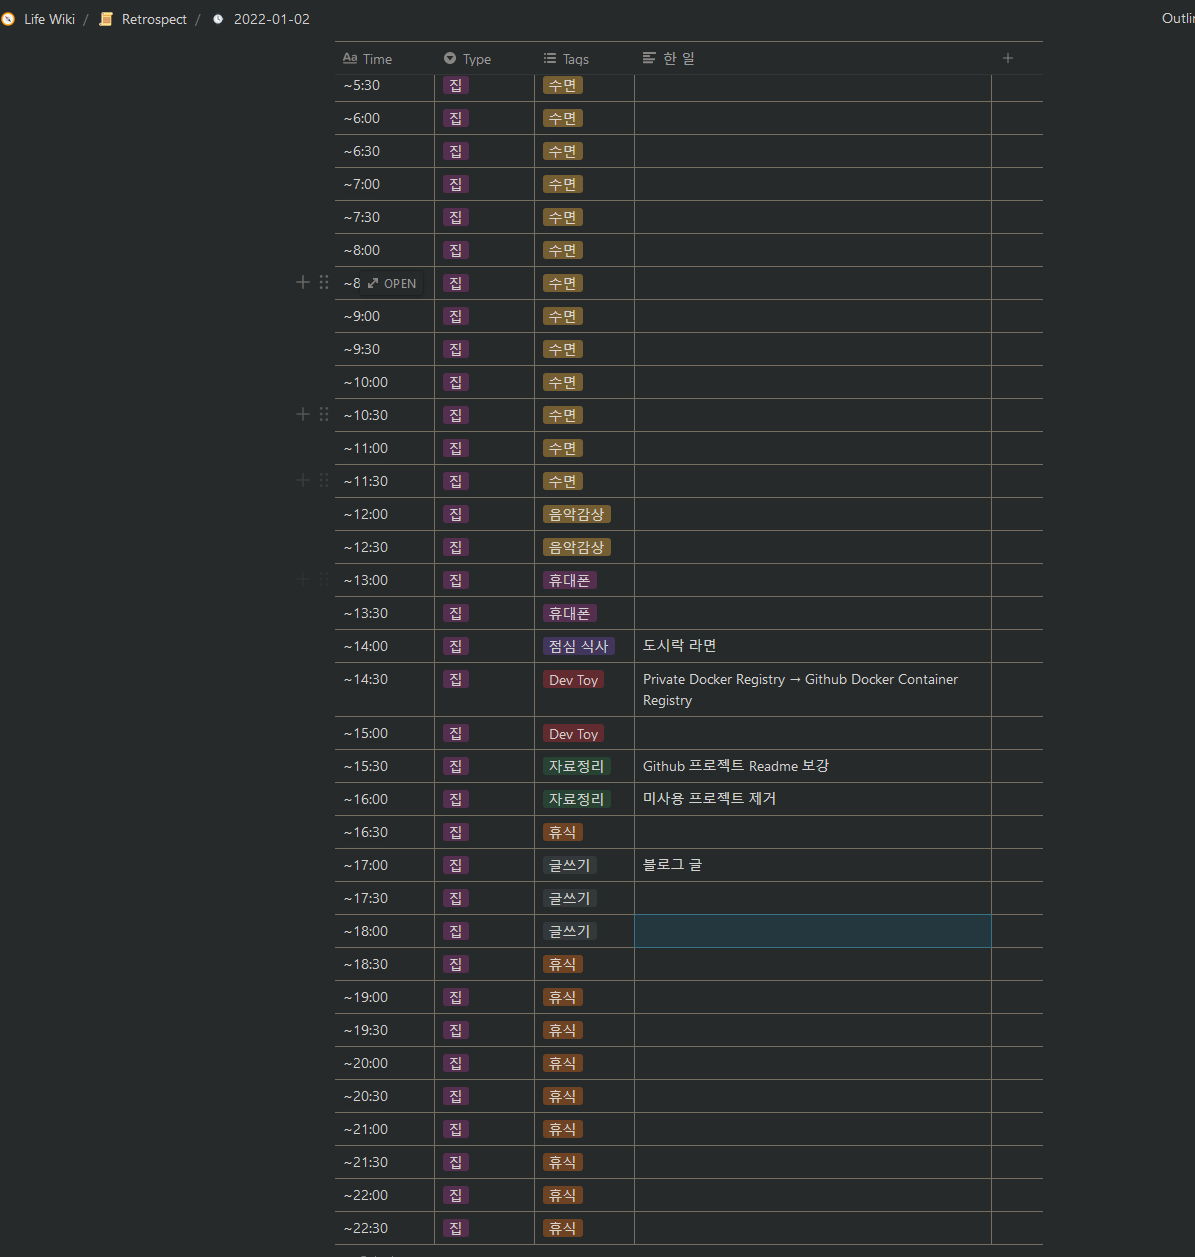 Life Wiki / Retrospect / 2022-01-02
Outlin
Aa Time Type Tags 한 일
~5:30 집 수면
~6:00 집 수면
~6:30 집 수면
~7:00 집 수면
~7:30 집 수면
~8:00 집 수면
~8 OPEN 집 수면
~9:00 집 수면
~9:30 집 수면
~10:00 집 수면
~10:30 집 수면
~11:00 집 수면
~11:30 집 수면
~12:00 집 음악감상
~12:30 집 음악감상
~13:00 집 휴대폰
~13:30 집 휴대폰
~14:00 집 점심 식사 도시락 라면
~14:30 집 Dev Toy Private Docker Registry → Github Docker Container
Registry
~15:00 집 Dev Toy
~15:30 집 자료정리 Github 프로젝트 Readme 보강
~16:00 집 자료정리 미사용 프로젝트 제거
~16:30 집 휴식
~17:00 집 글쓰기 블로그 글
~17:30 집 글쓰기
~18:00 집 글쓰기
~18:30 집 휴식
~19:00 집 휴식
~19:30 집 휴식
~20:00 집 휴식
~20:30 집 휴식
~21:00 집 휴식
~21:30 집 휴식
~22:00 집 휴식
~22:30 집 휴식